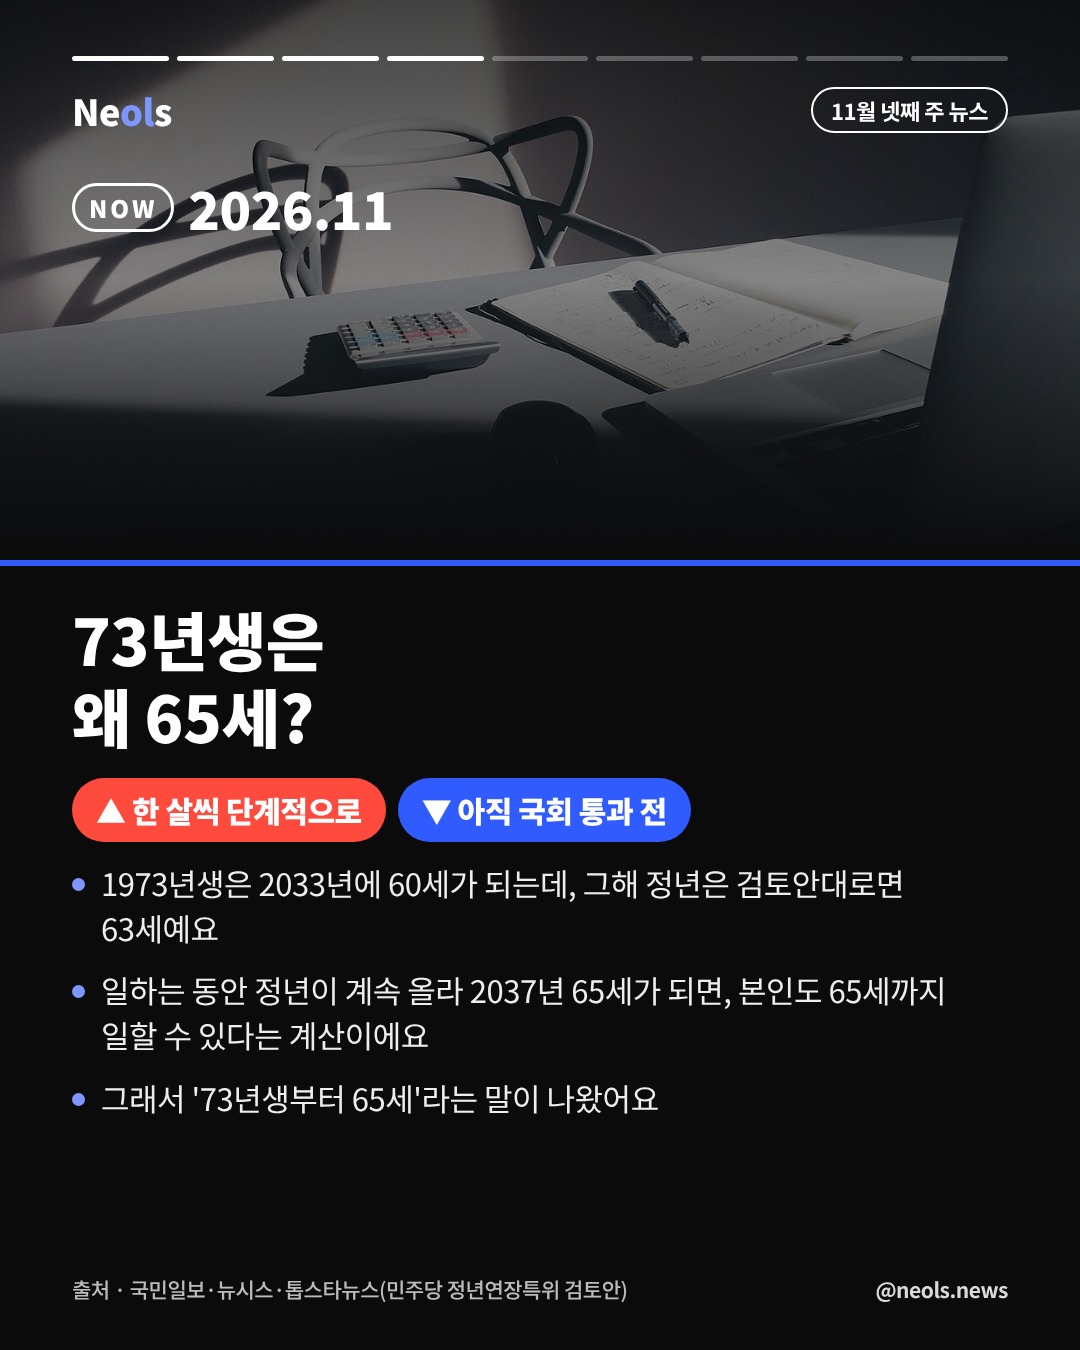 Neols
11월 넷째 주 뉴스
NOW 2026.11
73년생은
왜 65세?
▲ 한 살씩 단계적으로
▼ 아직 국회 통과 전
1973년생은 2033년에 60세가 되는데, 그해 정년은 검토안대로면
63세예요
일하는 동안 정년이 계속 올라 2037년 65세가 되면, 본인도 65세까지
일할 수 있다는 계산이에요
그래서 '73년생부터 65세'라는 말이 나왔어요
출처 · 국민일보·뉴시스·톱스타뉴스(민주당 정년연장특위 검토안)
@neols.news